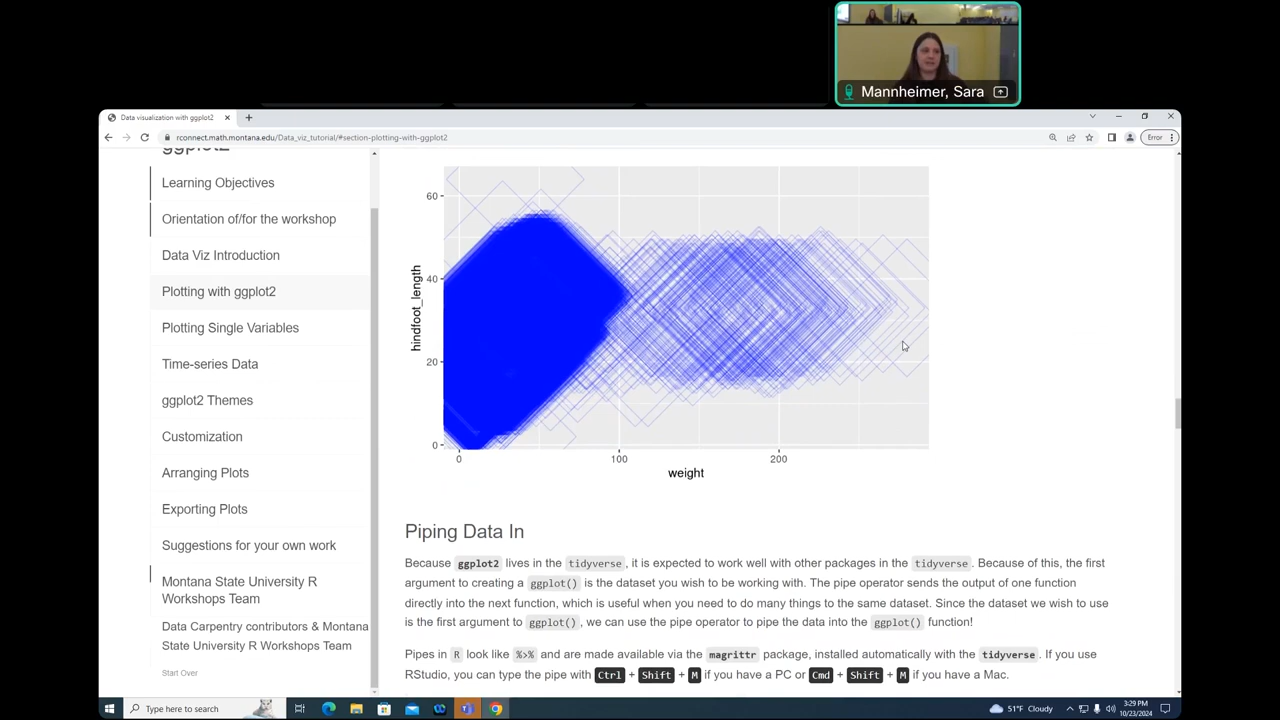 Mannheimer, Sara
Data visualization with ggplot2
rconnect.math.montana.edu/Data_viz_tutorial/#section-plotting-with-ggplot2
Error
ggplot2
Learning Objectives
Orientation of/for the workshop
Data Viz Introduction
Plotting with ggplot2
Plotting Single Variables
Time-series Data
ggplot2 Themes
Customization
Arranging Plots
Exporting Plots
Suggestions for your own work
Montana State University R
Workshops Team
Data Carpentry contributors & Montana
State University R Workshops Team
Start Over
60
40
20
0
hindfoot_length
0 100 200
weight
Piping Data In
Because ggplot2 lives in the tidyverse, it is expected to work well with other packages in the tidyverse. Because of this, the first
argument to creating a ggplot() is the dataset you wish to be working with. The pipe operator sends the output of one function
directly into the next function, which is useful when you need to do many things to the same dataset. Since the dataset we wish to use
is the first argument to ggplot(), we can use the pipe operator to pipe the data into the ggplot() function!
Pipes in R look like %>% and are made available via the magrittr package, installed automatically with the tidyverse. If you use
RStudio, you can type the pipe with Ctrl + Shift + M if you have a PC or Cmd + Shift + M if you have a Mac.
Type here to search
51°F Cloudy
3:29 PM
10/23/2024